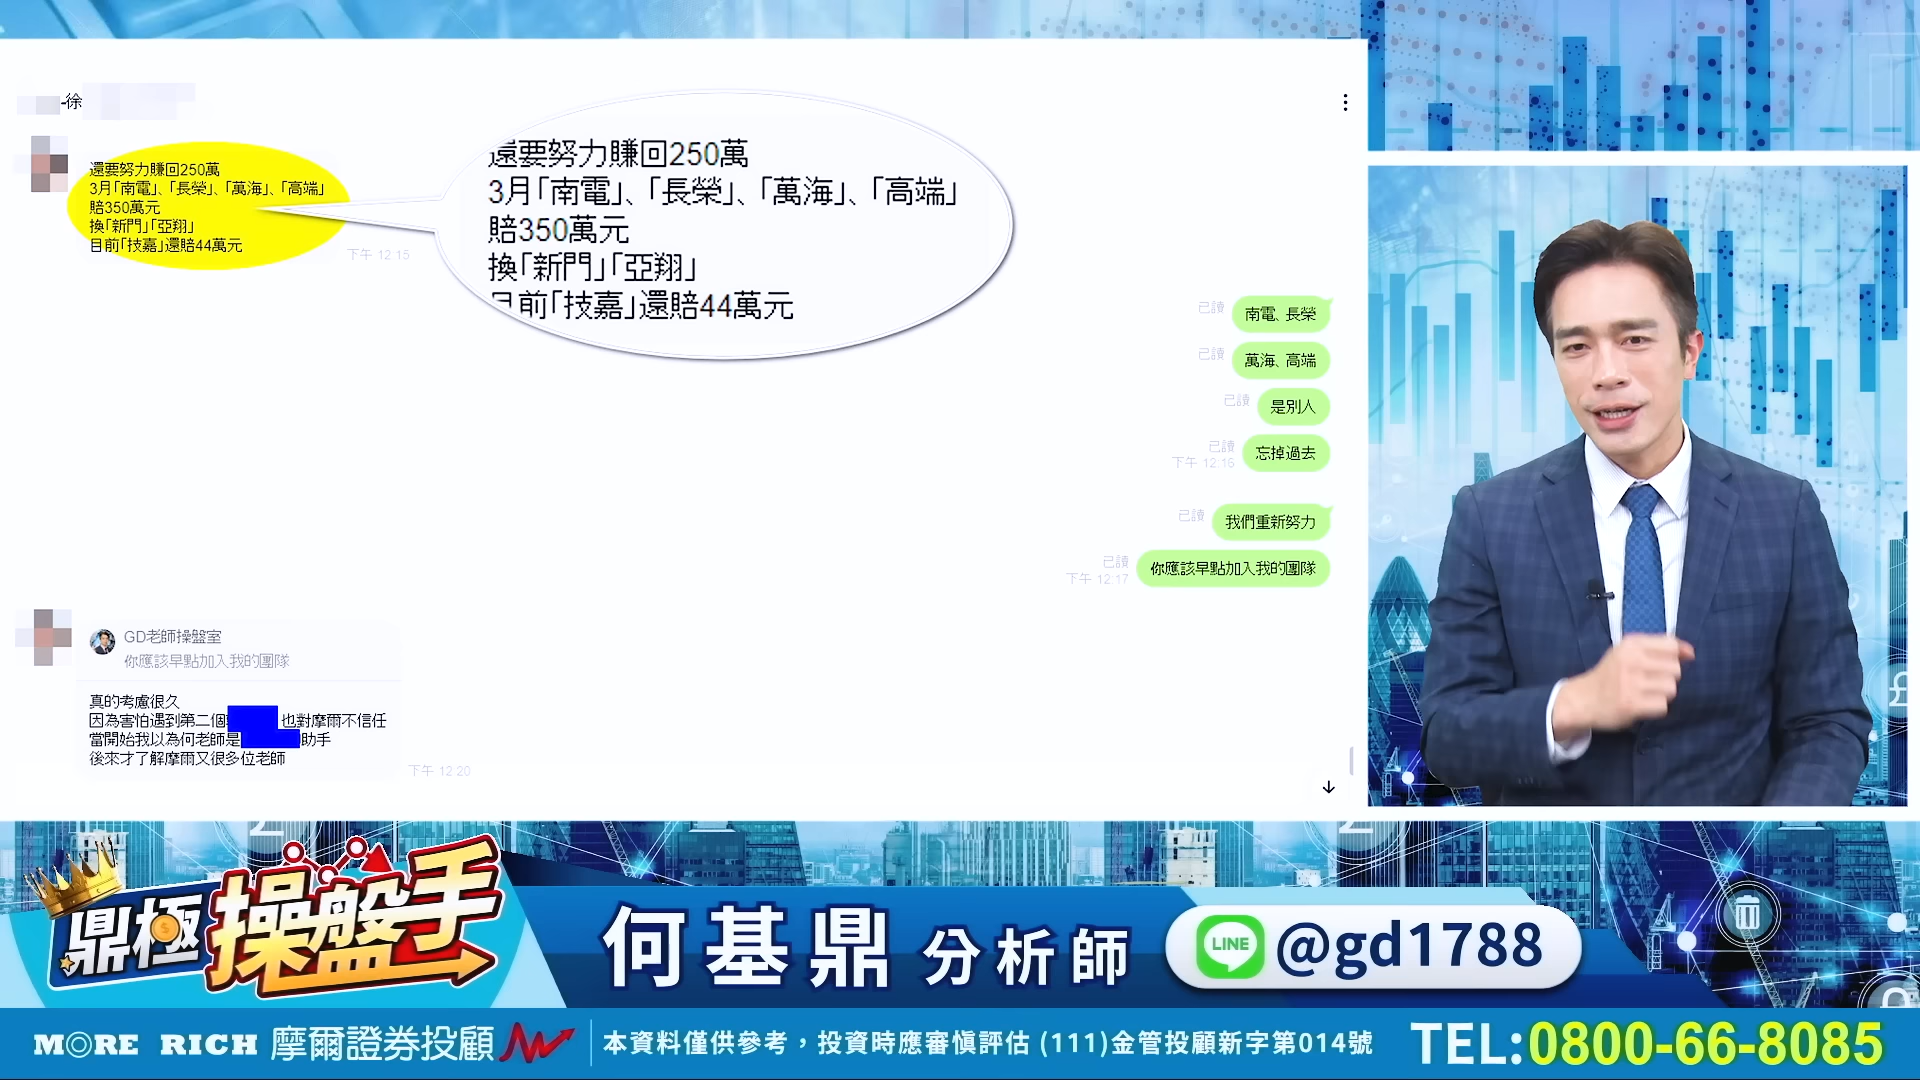 -徐
還要努力賺回250萬
3月「南電」、「長榮」、「萬海」、「高端」
賠350萬元
換「新門」「亞翔」
目前「技嘉」還賠44萬元
下午 12:15
還要努力賺回250萬
3月「南電」、「長榮」、「萬海」、「高端」
賠350萬元
換「新門」「亞翔」
目前「技嘉」還賠44萬元
已讀
南電、長榮
已讀
萬海、高端
已讀
是別人
已讀
下午 12:16
忘掉過去
已讀
我們重新努力
已讀
下午 12:17
你應該早點加入我的團隊
GD老師操盤室
你應該早點加入我的團隊
真的考慮很久
因為害怕遇到第二個 也對摩爾不信任
當開始我以為何老師是 助手
後來才了解摩爾又很多位老師
下午 12:20
鼎極操盤手
何基鼎 分析師
LINE @gd1788
MORE RICH 摩爾證券投顧
本資料僅供參考，投資時應審慎評估 (111)金管投顧新字第014號
TEL:0800-66-8085